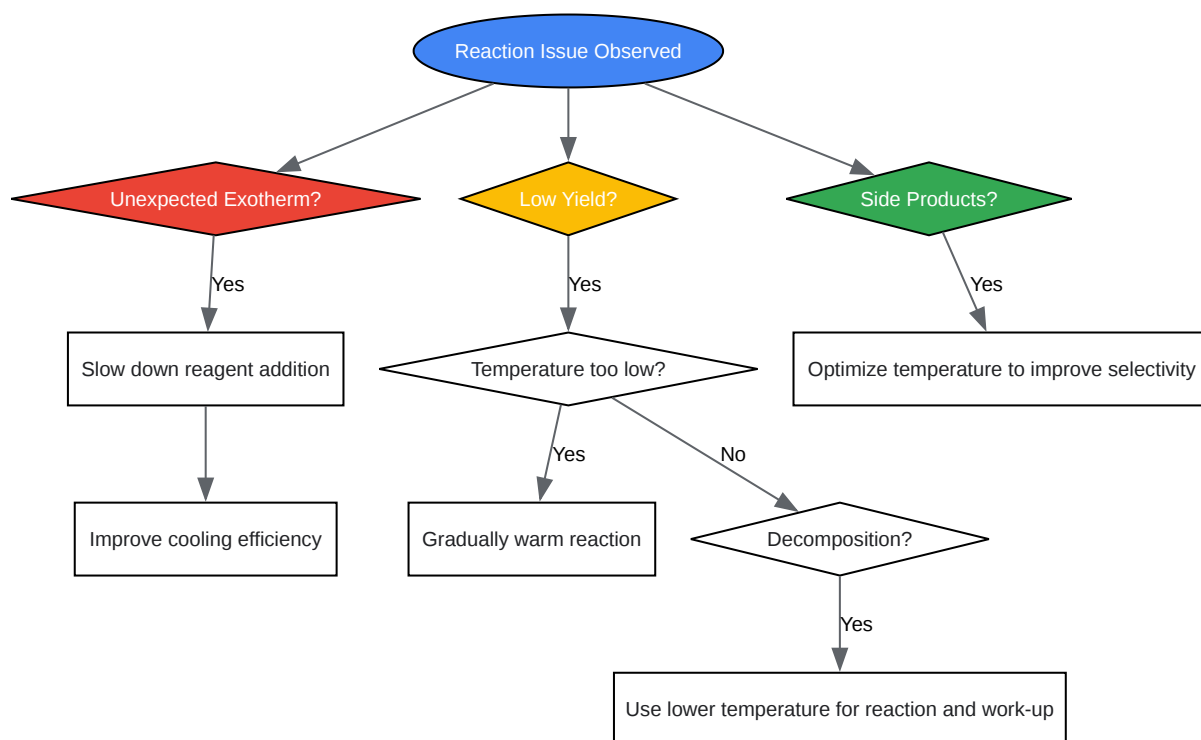 Reaction Issue Observed
Unexpected Exotherm?
Low Yield?
Side Products?
Yes
Yes
Yes
Slow down reagent addition
Temperature too low?
Optimize temperature to improve selectivity
Yes
No
Improve cooling efficiency
Gradually warm reaction
Decomposition?
Yes
Use lower temperature for reaction and work-up